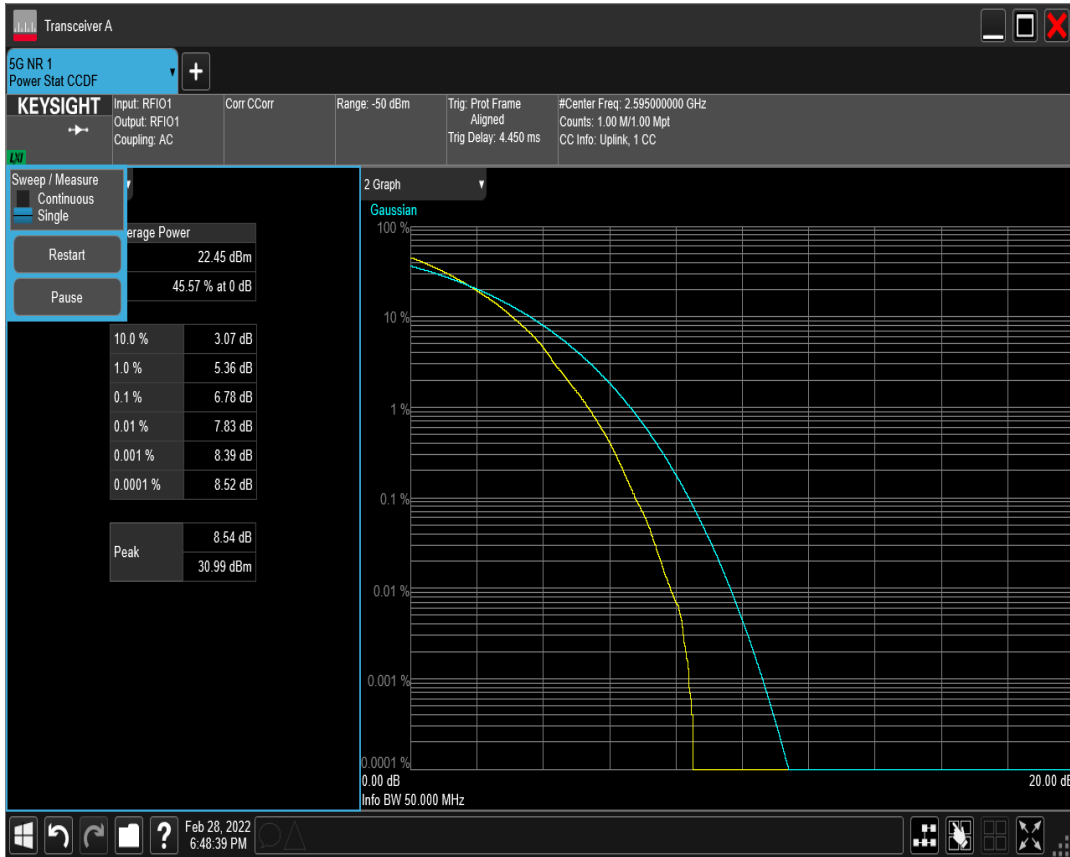 Transceiver A
5G NR 1
Power Stat CCDF
+
KEYSIGHT
LXI
Input: RFIO1
Output: RFIO1
Coupling: AC
Corr CCorr
Range: -50 dBm
Trig: Prot Frame
Aligned
Trig Delay: 4.450 ms
#Center Freq: 2.595000000 GHz
Counts: 1.00 M/1.00 Mpt
CC Info: Uplink, 1 CC
Sweep / Measure
Continuous
Single
Restart
Pause
erage Power
22.45 dBm
45.57 % at 0 dB
10.0 % 3.07 dB
1.0 % 5.36 dB
0.1 % 6.78 dB
0.01 % 7.83 dB
0.001 % 8.39 dB
0.0001 % 8.52 dB
Peak
8.54 dB
30.99 dBm
2 Graph
Gaussian
100 %
10 %
1 %
0.1 %
0.01 %
0.001 %
0.0001 %
0.00 dB
20.00 dB
Info BW 50.000 MHz
?
Feb 28, 2022
6:48:39 PM